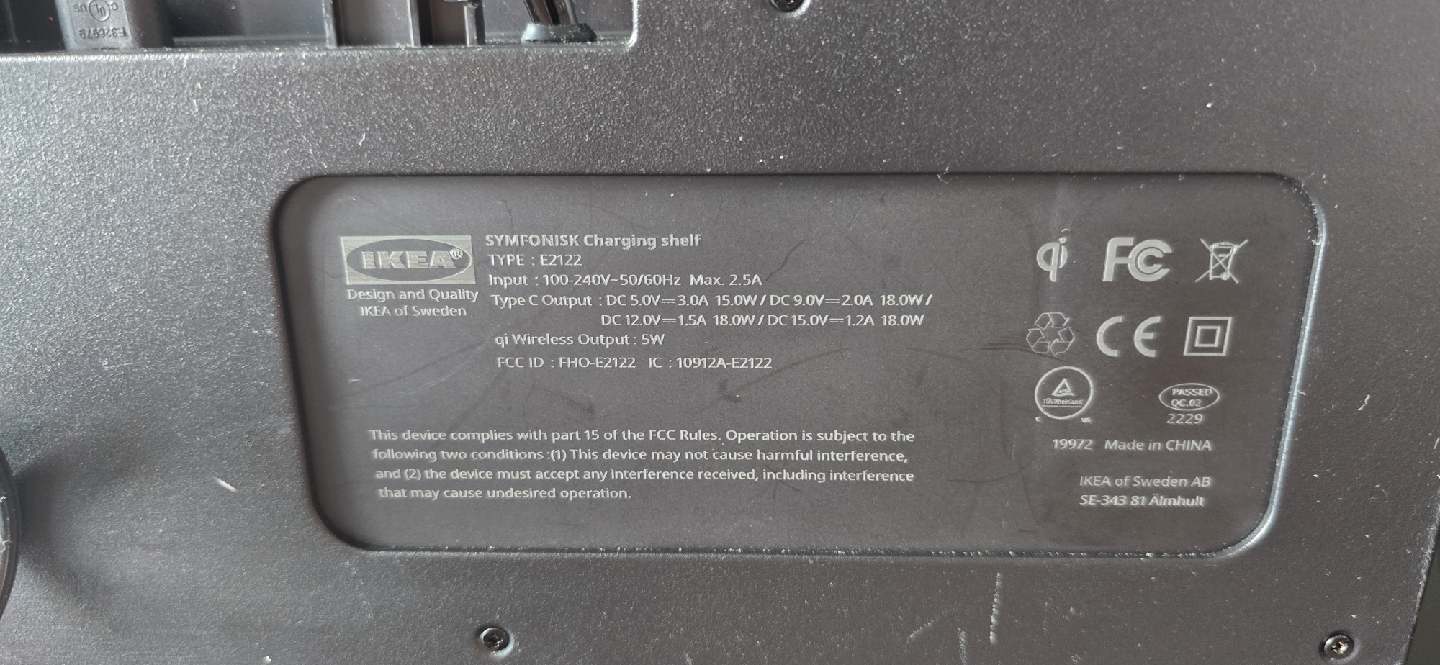 E328979
IKEA®
Design and Quality
IKEA of Sweden
SYMFONISK Charging shelf
TYPE : E2122
Input : 100-240V~50/60Hz Max. 2.5A
Type C Output : DC 5.0V⎓3.0A 15.0W / DC 9.0V⎓2.0A 18.0W /
DC 12.0V⎓1.5A 18.0W / DC 15.0V⎓1.2A 18.0W
qi Wireless Output : 5W
FCC ID : FHO-E2122 IC : 10912A-E2122
This device complies with part 15 of the FCC Rules. Operation is subject to the
following two conditions :(1) This device may not cause harmful interference,
and (2) the device must accept any interference received, including interference
that may cause undesired operation.
qi FC
CE
TÜVRheinland
C US
PASSED
QC.02
2229
19972 Made in CHINA
IKEA of Sweden AB
SE-343 81 Älmhult